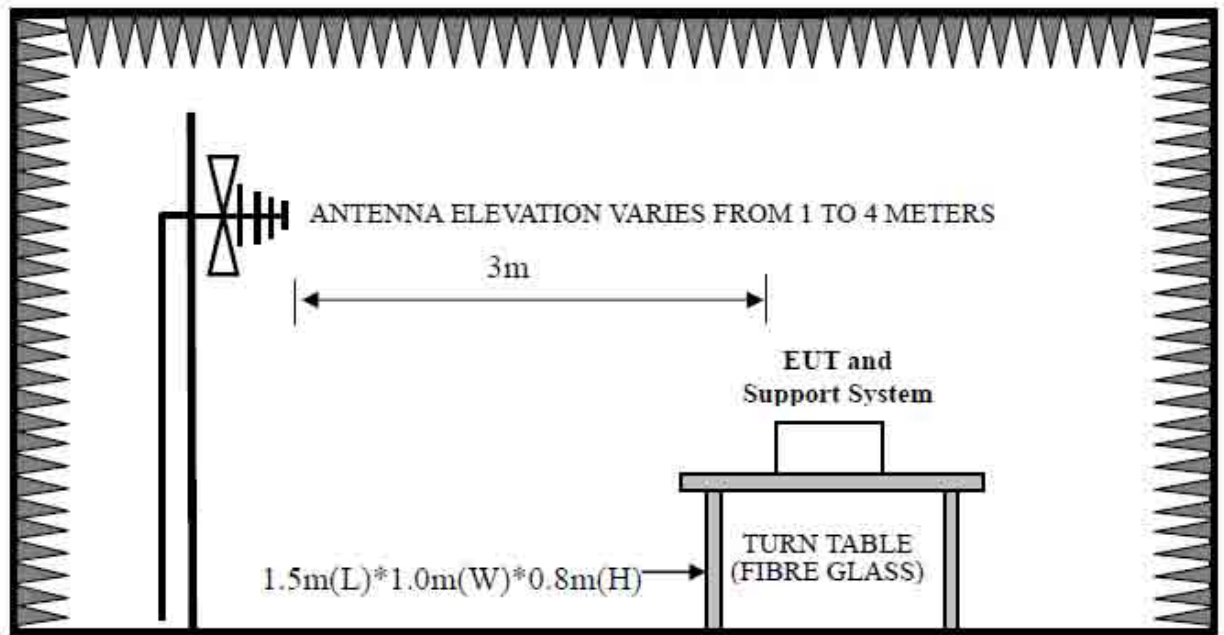 ANTENNA ELEVATION VARIES FROM 1 TO 4 METERS
3m
EUT and
Support System
TURN TABLE
(FIBRE GLASS)
1.5m(L)*1.0m(W)*0.8m(H)